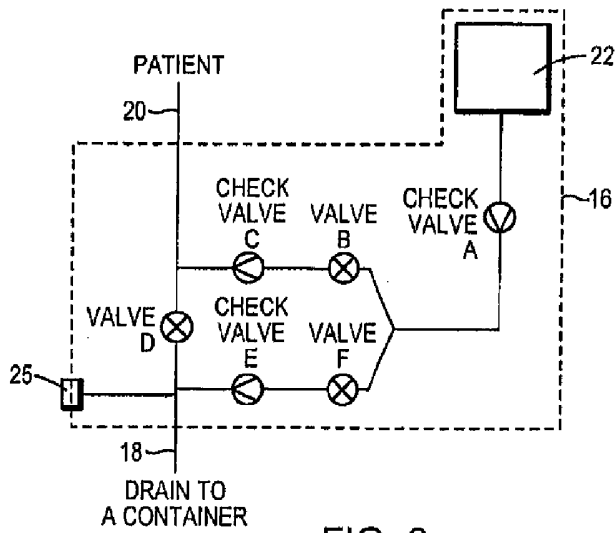 22
PATIENT
20
16
CHECK
VALVE
C
VALVE
B
CHECK
VALVE
A
VALVE
D
CHECK
VALVE
E
VALVE
F
25
18
DRAIN TO
A CONTAINER